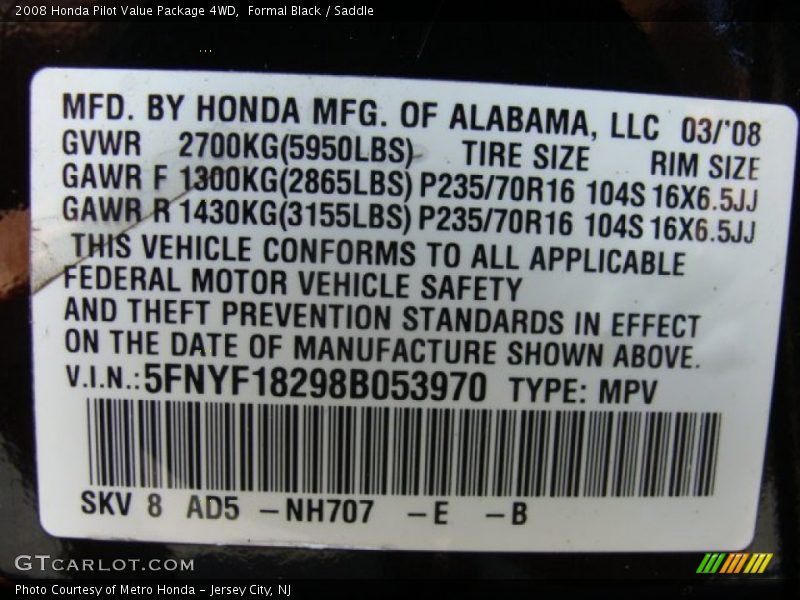 2008 Honda Pilot Value Package 4WD,  Formal Black / Saddle
MFD. BY HONDA MFG. OF ALABAMA, LLC 03/'08
GVWR 2700KG(5950LBS) TIRE SIZE RIM SIZE
GAWR F 1300KG(2865LBS) P235/70R16 104S 16X6.5JJ
GAWR R 1430KG(3155LBS) P235/70R16 104S 16X6.5JJ
THIS VEHICLE CONFORMS TO ALL APPLICABLE
FEDERAL MOTOR VEHICLE SAFETY
AND THEFT PREVENTION STANDARDS IN EFFECT
ON THE DATE OF MANUFACTURE SHOWN ABOVE.
V.I.N.:5FNYF18298B053970 TYPE: MPV
SKV 8 AD5 -NH707 -E -B
GTCARLOT.COM
Photo Courtesy of Metro Honda - Jersey City, NJ